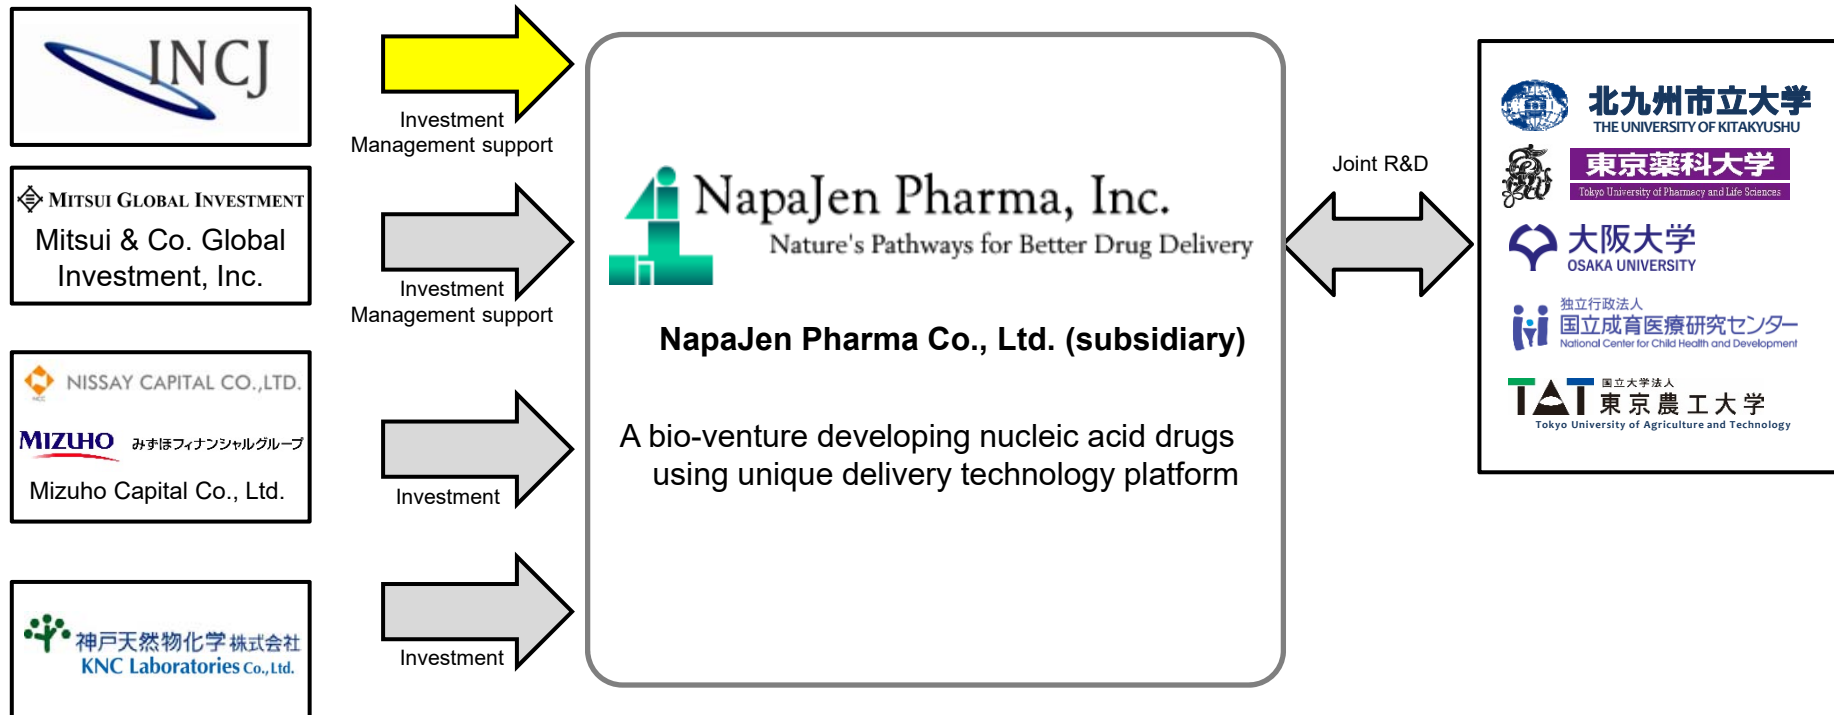 INCJ
Investment
Management support
MITSUI GLOBAL INVESTMENT
Mitsui & Co. Global
Investment, Inc.
Investment
Management support
NCC
NISSAY CAPITAL CO.,LTD.
MIZUHO みずほフィナンシャルグループ
Mizuho Capital Co., Ltd.
Investment
神戸天然物化学株式会社
KNC Laboratories Co., Ltd.
Investment
NapaJen Pharma, Inc.
Nature's Pathways for Better Drug Delivery
NapaJen Pharma Co., Ltd. (subsidiary)
A bio-venture developing nucleic acid drugs
using unique delivery technology platform
Joint R&D
北九州市立大学
THE UNIVERSITY OF KITAKYUSHU
東京薬科大学
Tokyo University of Pharmacy and Life Sciences
大阪大学
OSAKA UNIVERSITY
独立行政法人
国立成育医療研究センター
National Center for Child Health and Development
TAT
国立大学法人
東京農工大学
Tokyo University of Agriculture and Technology